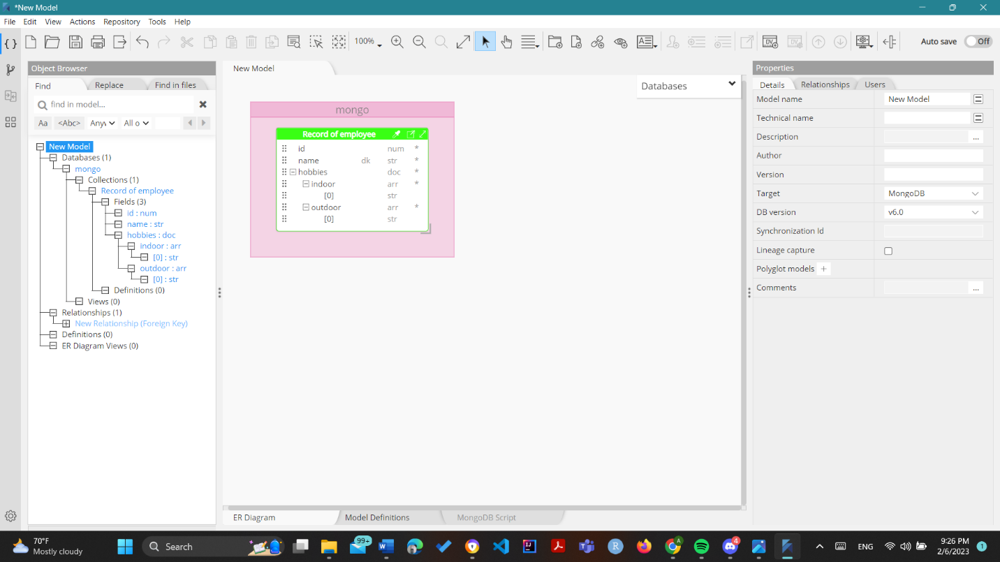 *New Model
File Edit View Actions Repository Tools Help
100%
Auto save Off
Object Browser
Find Replace Find in files
find in model...
Aa <Abc> Any All o
New Model
Databases (1)
mongo
Collections (1)
Record of employee
Fields (3)
id : num
name : str
hobbies : doc
indoor : arr
[0] : str
outdoor : arr
[0] : str
Definitions (0)
Views (0)
Relationships (1)
New Relationship (Foreign Key)
Definitions (0)
ER Diagram Views (0)
New Model
Databases
mongo
Record of employee
id num *
name dk str *
hobbies doc *
indoor arr *
[0] str
outdoor arr *
[0] str
ER Diagram Model Definitions MongoDB Script
Properties
Details Relationships Users
Model name New Model
Technical name
Description ...
Author
Version
Target MongoDB
DB version v6.0
Synchronization Id
Lineage capture
Polyglot models +
Comments ...
70°F
Mostly cloudy
Search
99+
A
4
ENG
9:26 PM
2/6/2023
1